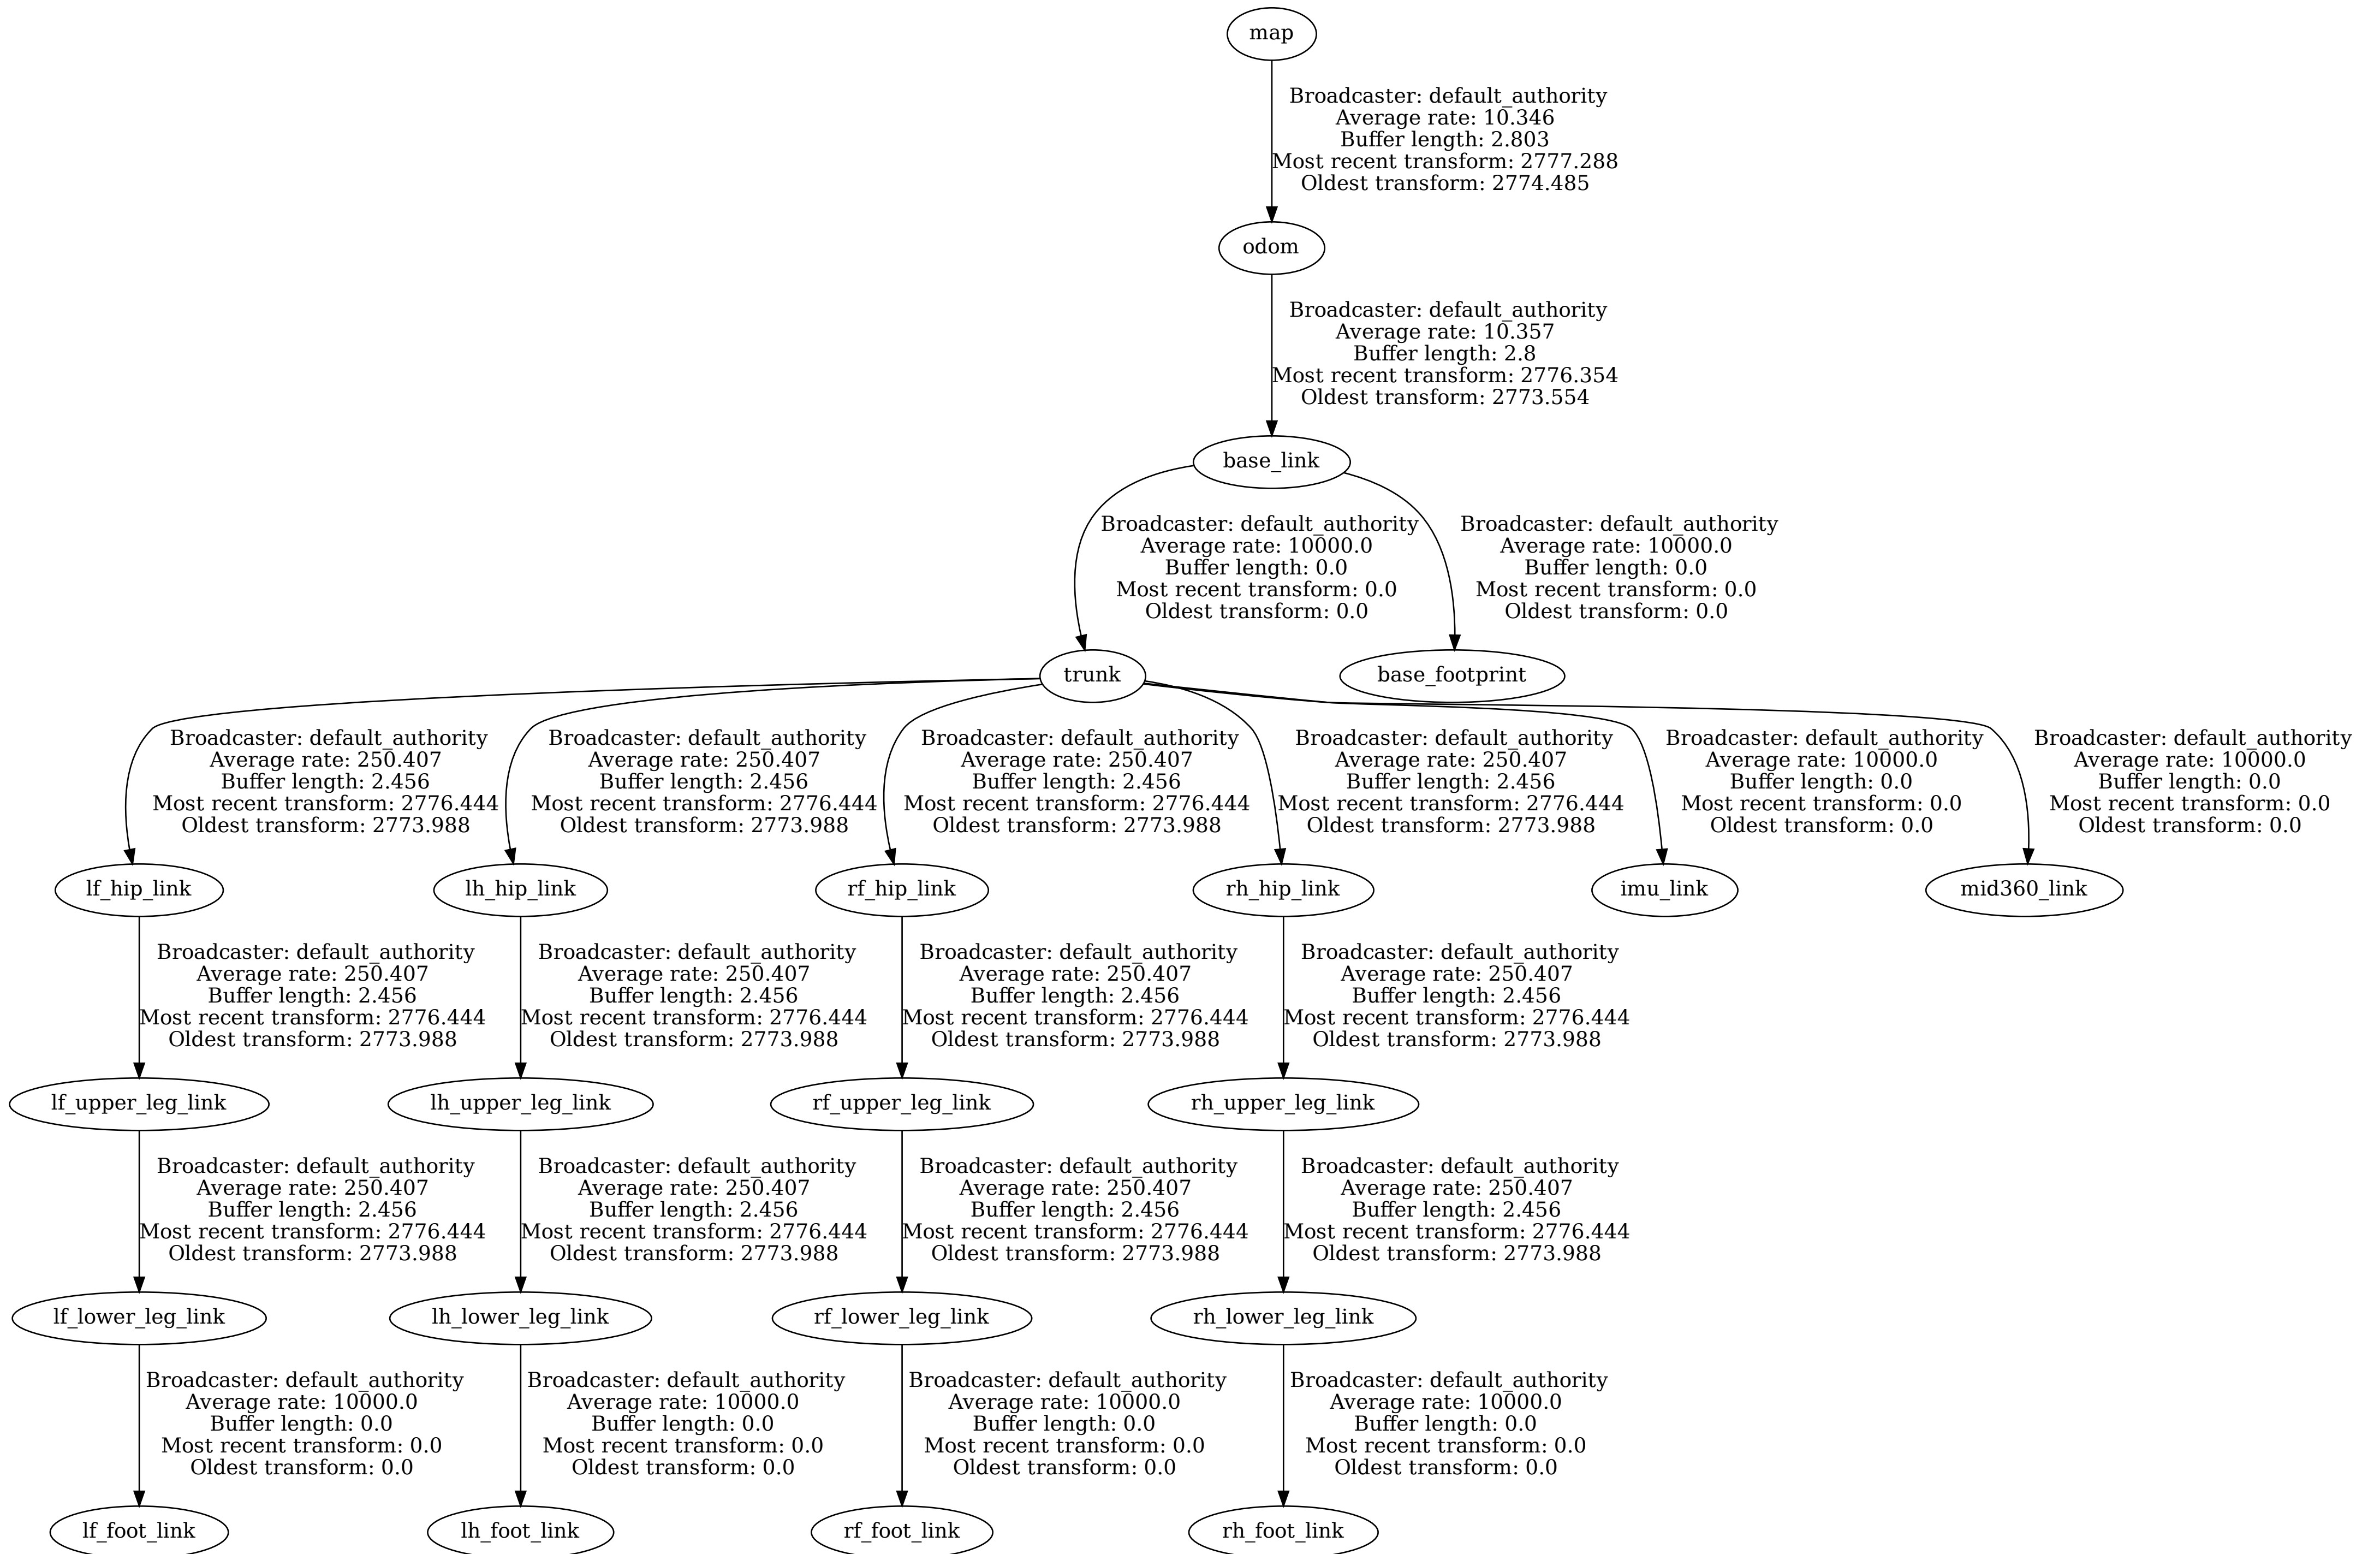 map
Broadcaster: default_authority
Average rate: 10.346
Buffer length: 2.803
Most recent transform: 2777.288
Oldest transform: 2774.485
odom
Broadcaster: default_authority
Average rate: 10.357
Buffer length: 2.8
Most recent transform: 2776.354
Oldest transform: 2773.554
base_link
Broadcaster: default_authority
Average rate: 10000.0
Buffer length: 0.0
Most recent transform: 0.0
Oldest transform: 0.0
Broadcaster: default_authority
Average rate: 10000.0
Buffer length: 0.0
Most recent transform: 0.0
Oldest transform: 0.0
trunk
base_footprint
Broadcaster: default_authority
Average rate: 250.407
Buffer length: 2.456
Most recent transform: 2776.444
Oldest transform: 2773.988
Broadcaster: default_authority
Average rate: 250.407
Buffer length: 2.456
Most recent transform: 2776.444
Oldest transform: 2773.988
Broadcaster: default_authority
Average rate: 250.407
Buffer length: 2.456
Most recent transform: 2776.444
Oldest transform: 2773.988
Broadcaster: default_authority
Average rate: 250.407
Buffer length: 2.456
Most recent transform: 2776.444
Oldest transform: 2773.988
Broadcaster: default_authority
Average rate: 10000.0
Buffer length: 0.0
Most recent transform: 0.0
Oldest transform: 0.0
Broadcaster: default_authority
Average rate: 10000.0
Buffer length: 0.0
Most recent transform: 0.0
Oldest transform: 0.0
lf_hip_link
lh_hip_link
rf_hip_link
rh_hip_link
imu_link
mid360_link
Broadcaster: default_authority
Average rate: 250.407
Buffer length: 2.456
Most recent transform: 2776.444
Oldest transform: 2773.988
Broadcaster: default_authority
Average rate: 250.407
Buffer length: 2.456
Most recent transform: 2776.444
Oldest transform: 2773.988
Broadcaster: default_authority
Average rate: 250.407
Buffer length: 2.456
Most recent transform: 2776.444
Oldest transform: 2773.988
Broadcaster: default_authority
Average rate: 250.407
Buffer length: 2.456
Most recent transform: 2776.444
Oldest transform: 2773.988
lf_upper_leg_link
lh_upper_leg_link
rf_upper_leg_link
rh_upper_leg_link
Broadcaster: default_authority
Average rate: 250.407
Buffer length: 2.456
Most recent transform: 2776.444
Oldest transform: 2773.988
Broadcaster: default_authority
Average rate: 250.407
Buffer length: 2.456
Most recent transform: 2776.444
Oldest transform: 2773.988
Broadcaster: default_authority
Average rate: 250.407
Buffer length: 2.456
Most recent transform: 2776.444
Oldest transform: 2773.988
Broadcaster: default_authority
Average rate: 250.407
Buffer length: 2.456
Most recent transform: 2776.444
Oldest transform: 2773.988
lf_lower_leg_link
lh_lower_leg_link
rf_lower_leg_link
rh_lower_leg_link
Broadcaster: default_authority
Average rate: 10000.0
Buffer length: 0.0
Most recent transform: 0.0
Oldest transform: 0.0
Broadcaster: default_authority
Average rate: 10000.0
Buffer length: 0.0
Most recent transform: 0.0
Oldest transform: 0.0
Broadcaster: default_authority
Average rate: 10000.0
Buffer length: 0.0
Most recent transform: 0.0
Oldest transform: 0.0
Broadcaster: default_authority
Average rate: 10000.0
Buffer length: 0.0
Most recent transform: 0.0
Oldest transform: 0.0
lf_foot_link
lh_foot_link
rf_foot_link
rh_foot_link